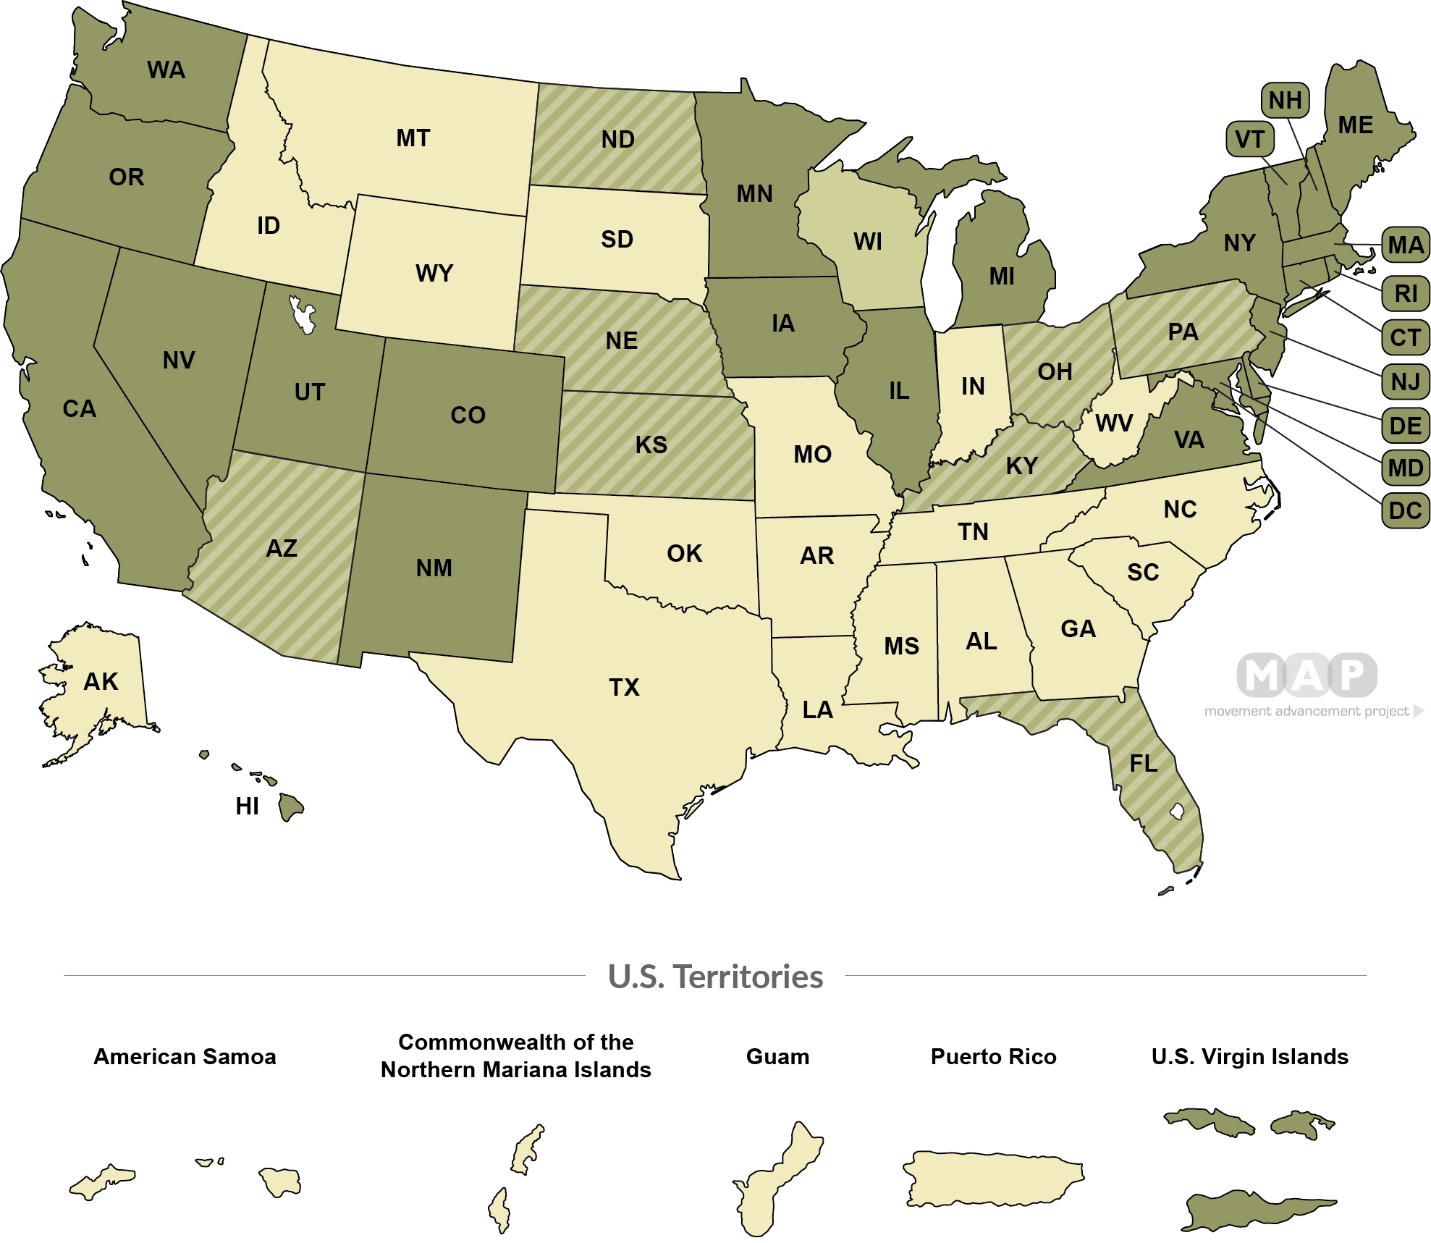 WA
MT
ND
MN
OR
ID
SD
WY
WI
MI
NH
VT
ME
NY
MA
RI
CT
NJ
DE
MD
DC
NV
UT
CA
CO
NE
IA
IL
IN
OH
PA
KS
MO
KY
WV
VA
AZ
NM
OK
AR
TN
NC
SC
MS
AL
GA
TX
LA
FL
AK
HI
MAP
movement advancement project
U.S. Territories
American Samoa
Commonwealth of the
Northern Mariana Islands
Guam
Puerto Rico
U.S. Virgin Islands